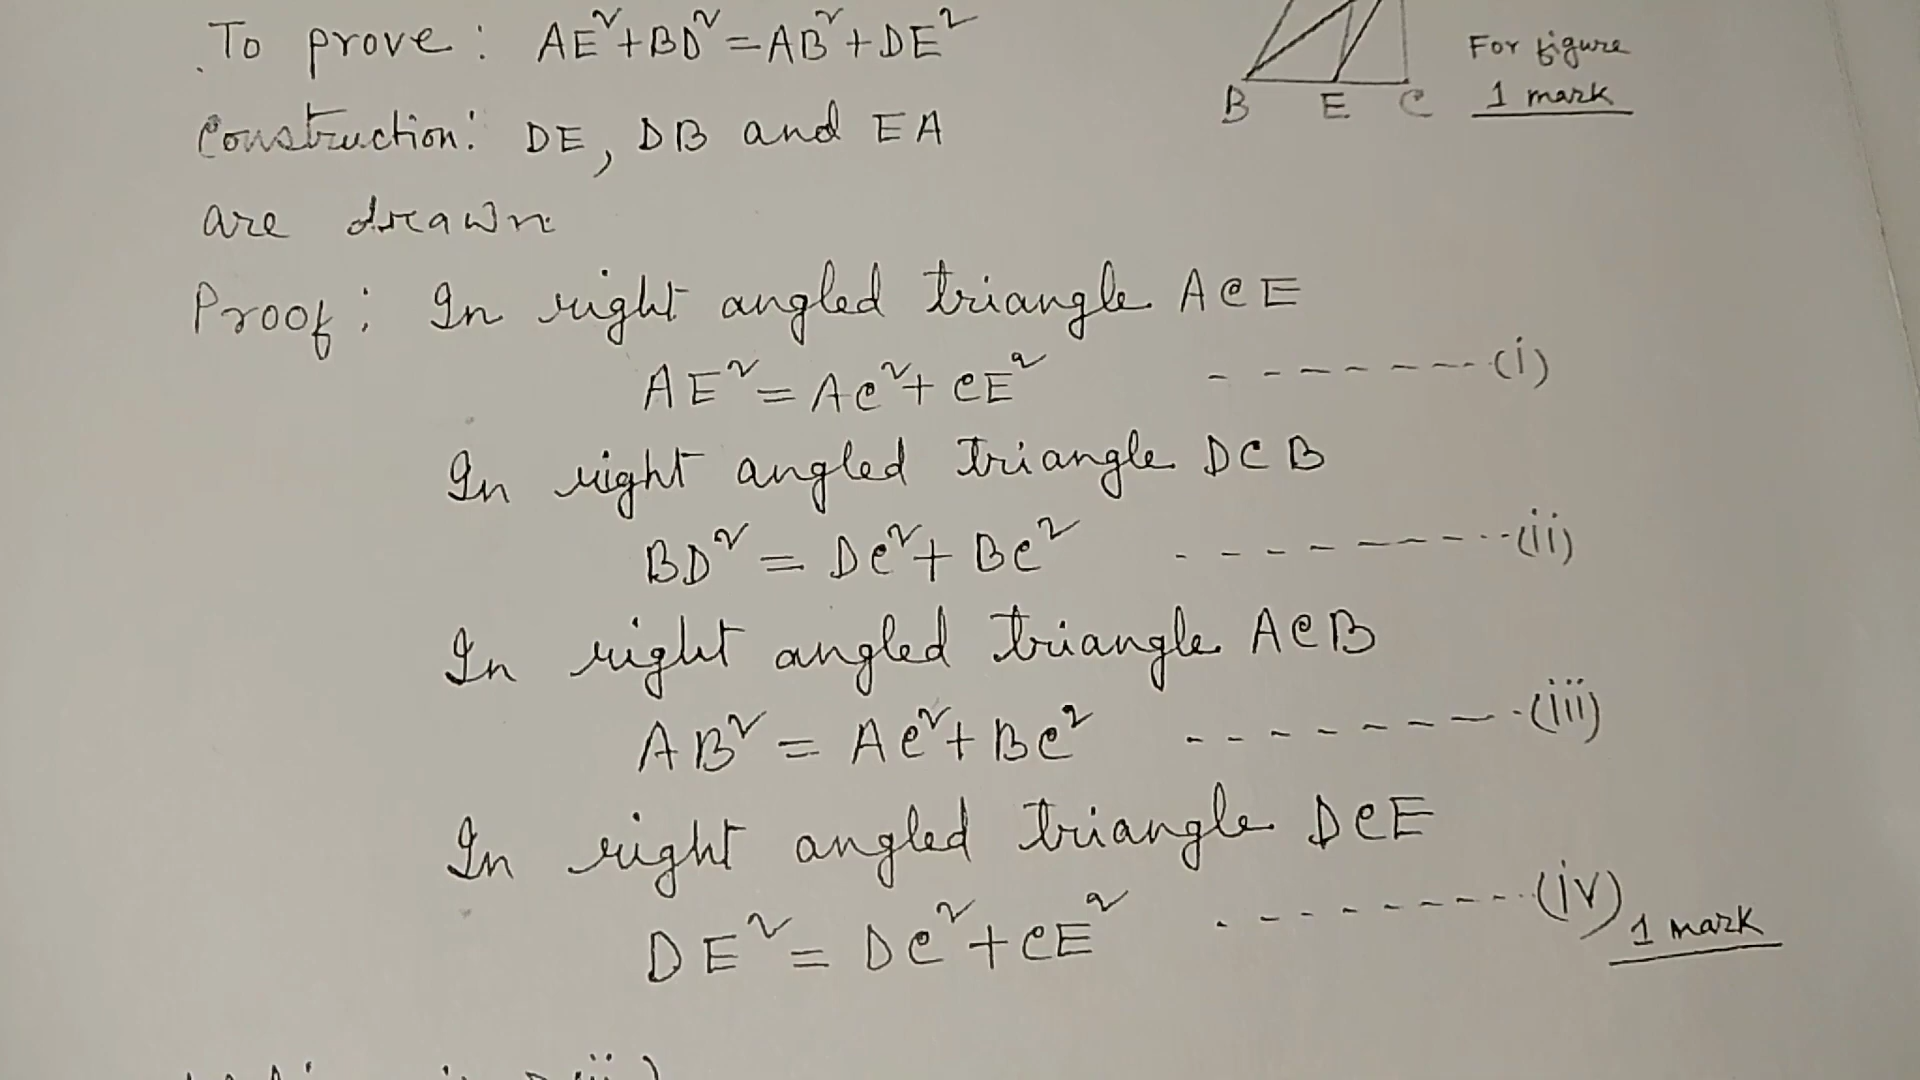 To prove: AE²+BD²=AB²+DE²
For figure
1 mark
B E C
Construction: DE, DB and EA
are drawn
Proof: In right angled triangle ACE
AE²=AC²+CE² -------(i)
In right angled triangle DCB
BD²=DC²+BC² ---------(ii)
In right angled triangle ACB
AB²=AC²+BC² --------(iii)
In right angled triangle DCE
DE²=DC²+CE² --------(iv)
1 mark